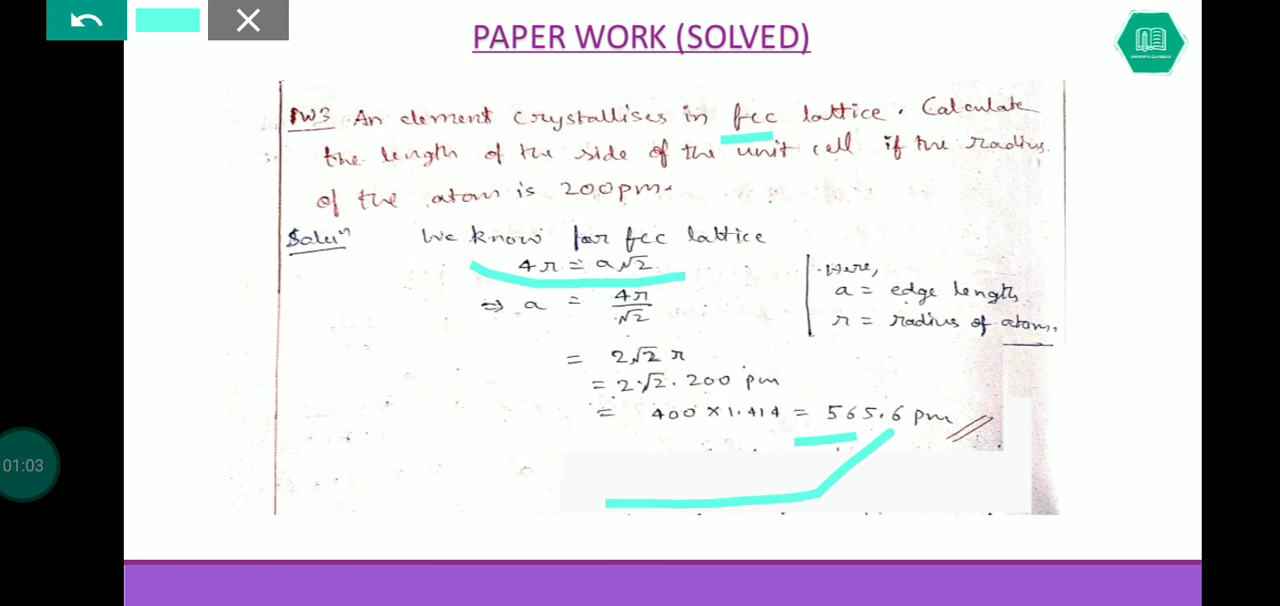 PAPER WORK (SOLVED)
PW3 An element crystallises in fcc lattice. Calculate
the length of the side of the unit cell if the radius
of the atom is 200pm.
Soluⁿ We know for fcc lattice
4r = a√2
⇒ a = 4r/√2
= 2√2 r
= 2·√2 · 200 pm
= 400 × 1.414 = 565.6 pm
Here,
a = edge length
r = radius of atom.
01:03